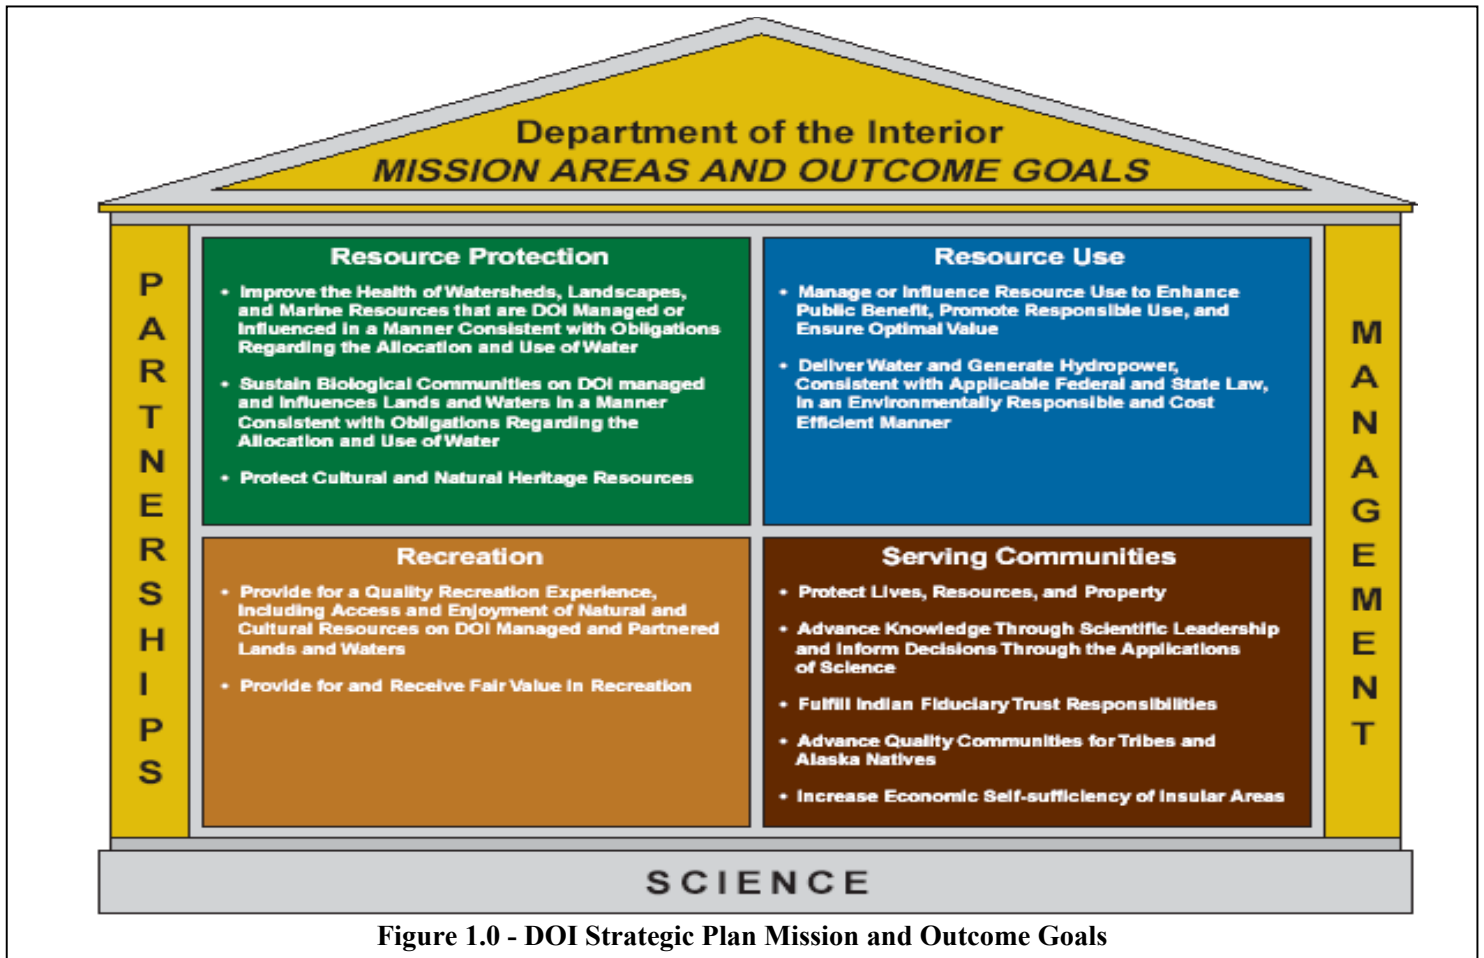 Department of the Interior
MISSION AREAS AND OUTCOME GOALS
PARTNERSHIPS
Resource Protection
• Improve the Health of Watersheds, Landscapes,
and Marine Resources that are DOI Managed or
Influenced in a Manner Consistent with Obligations
Regarding the Allocation and Use of Water
• Sustain Biological Communities on DOI managed
and Influences Lands and Waters in a Manner
Consistent with Obligations Regarding the
Allocation and Use of Water
• Protect Cultural and Natural Heritage Resources
Resource Use
• Manage or Influence Resource Use to Enhance
Public Benefit, Promote Responsible Use, and
Ensure Optimal Value
• Deliver Water and Generate Hydropower,
Consistent with Applicable Federal and State Law,
in an Environmentally Responsible and Cost
Efficient Manner
Recreation
• Provide for a Quality Recreation Experience,
Including Access and Enjoyment of Natural and
Cultural Resources on DOI Managed and Partnered
Lands and Waters
• Provide for and Receive Fair Value in Recreation
Serving Communities
• Protect Lives, Resources, and Property
• Advance Knowledge Through Scientific Leadership
and Inform Decisions Through the Applications
of Science
• Fulfill Indian Fiduciary Trust Responsibilities
• Advance Quality Communities for Tribes and
Alaska Natives
• Increase Economic Self-sufficiency of Insular Areas
MANAGEMENT
SCIENCE
Figure 1.0 - DOI Strategic Plan Mission and Outcome Goals